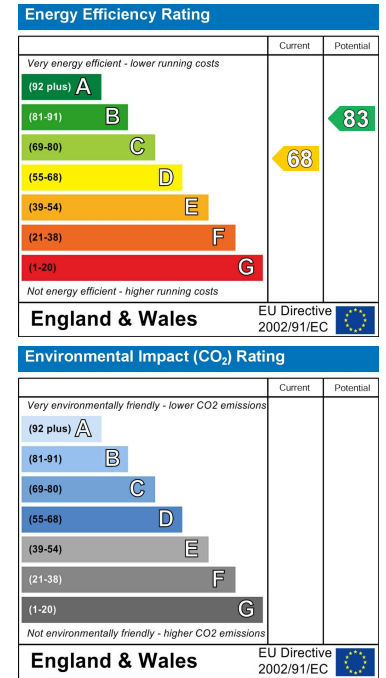 Energy Efficiency Rating
Current Potential
Very energy efficient - lower running costs
(92 plus) A
(81-91) B
83
(69-80) C
68
(55-68) D
(39-54) E
(21-38) F
(1-20) G
Not energy efficient - higher running costs
England & Wales
EU Directive
2002/91/EC
Environmental Impact (CO₂) Rating
Current Potential
Very environmentally friendly - lower CO2 emissions
(92 plus) A
(81-91) B
(69-80) C
(55-68) D
(39-54) E
(21-38) F
(1-20) G
Not environmentally friendly - higher CO2 emissions
England & Wales
EU Directive
2002/91/EC